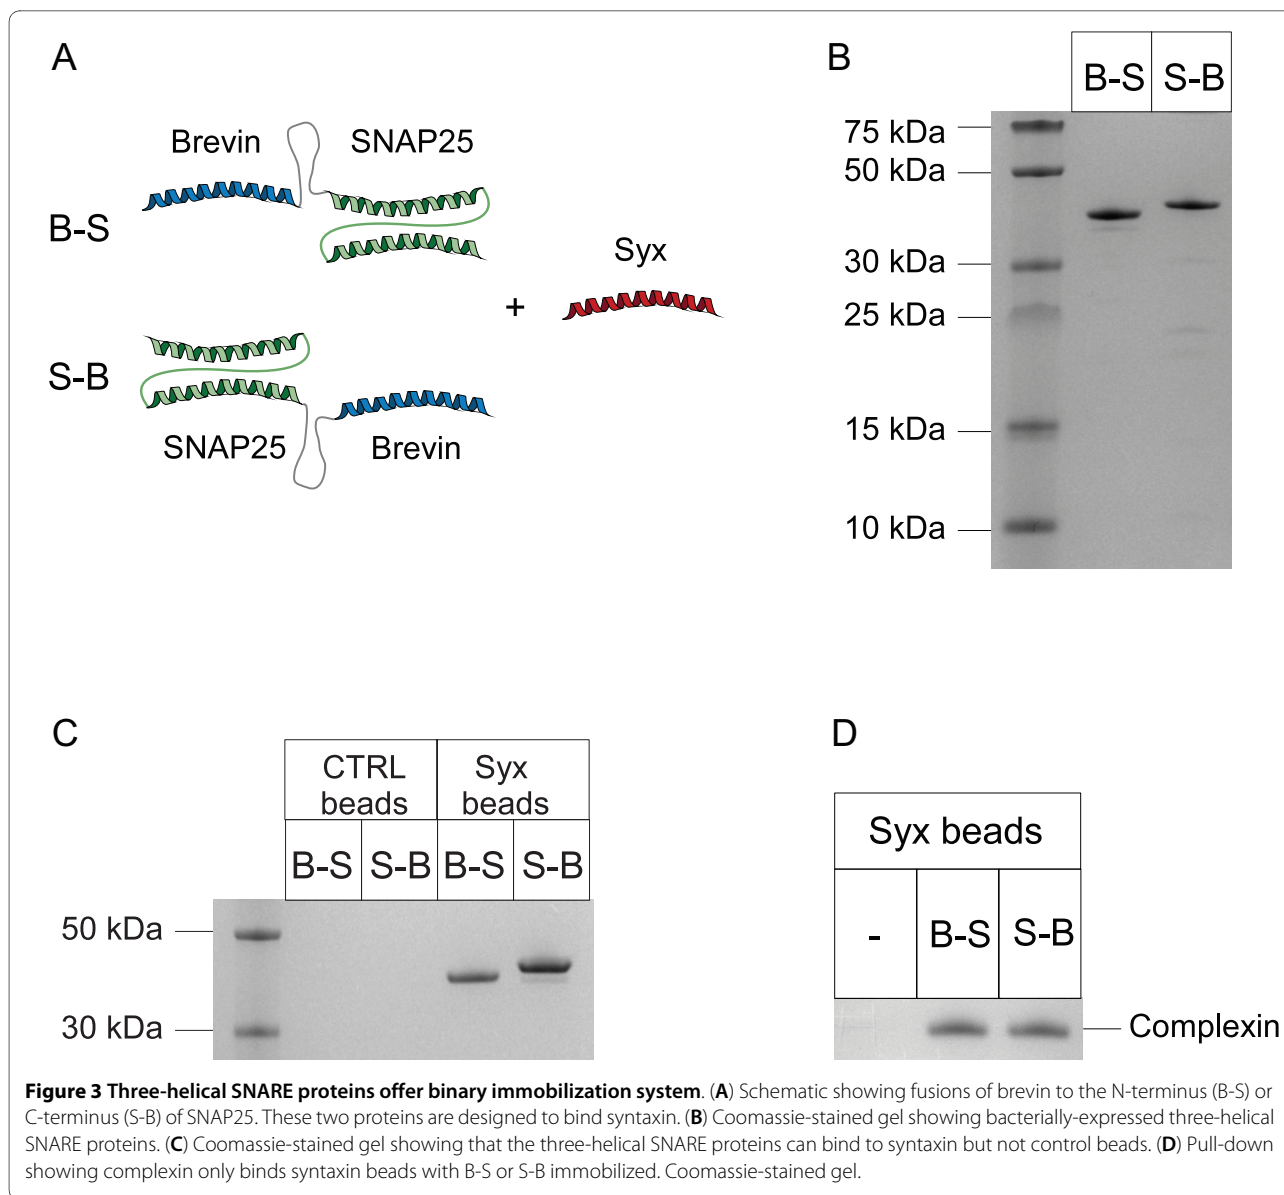 A
Brevin
SNAP25
B-S
Syx
+
S-B
SNAP25
Brevin
B
B-S
S-B
75 kDa
50 kDa
30 kDa
25 kDa
15 kDa
10 kDa
C
CTRL beads
Syx beads
B-S
S-B
B-S
S-B
50 kDa
30 kDa
D
Syx beads
-
B-S
S-B
Complexin
Figure 3 Three-helical SNARE proteins offer binary immobilization system. (A) Schematic showing fusions of brevin to the N-terminus (B-S) or
C-terminus (S-B) of SNAP25. These two proteins are designed to bind syntaxin. (B) Coomassie-stained gel showing bacterially-expressed three-helical
SNARE proteins. (C) Coomassie-stained gel showing that the three-helical SNARE proteins can bind to syntaxin but not control beads. (D) Pull-down
showing complexin only binds syntaxin beads with B-S or S-B immobilized. Coomassie-stained gel.